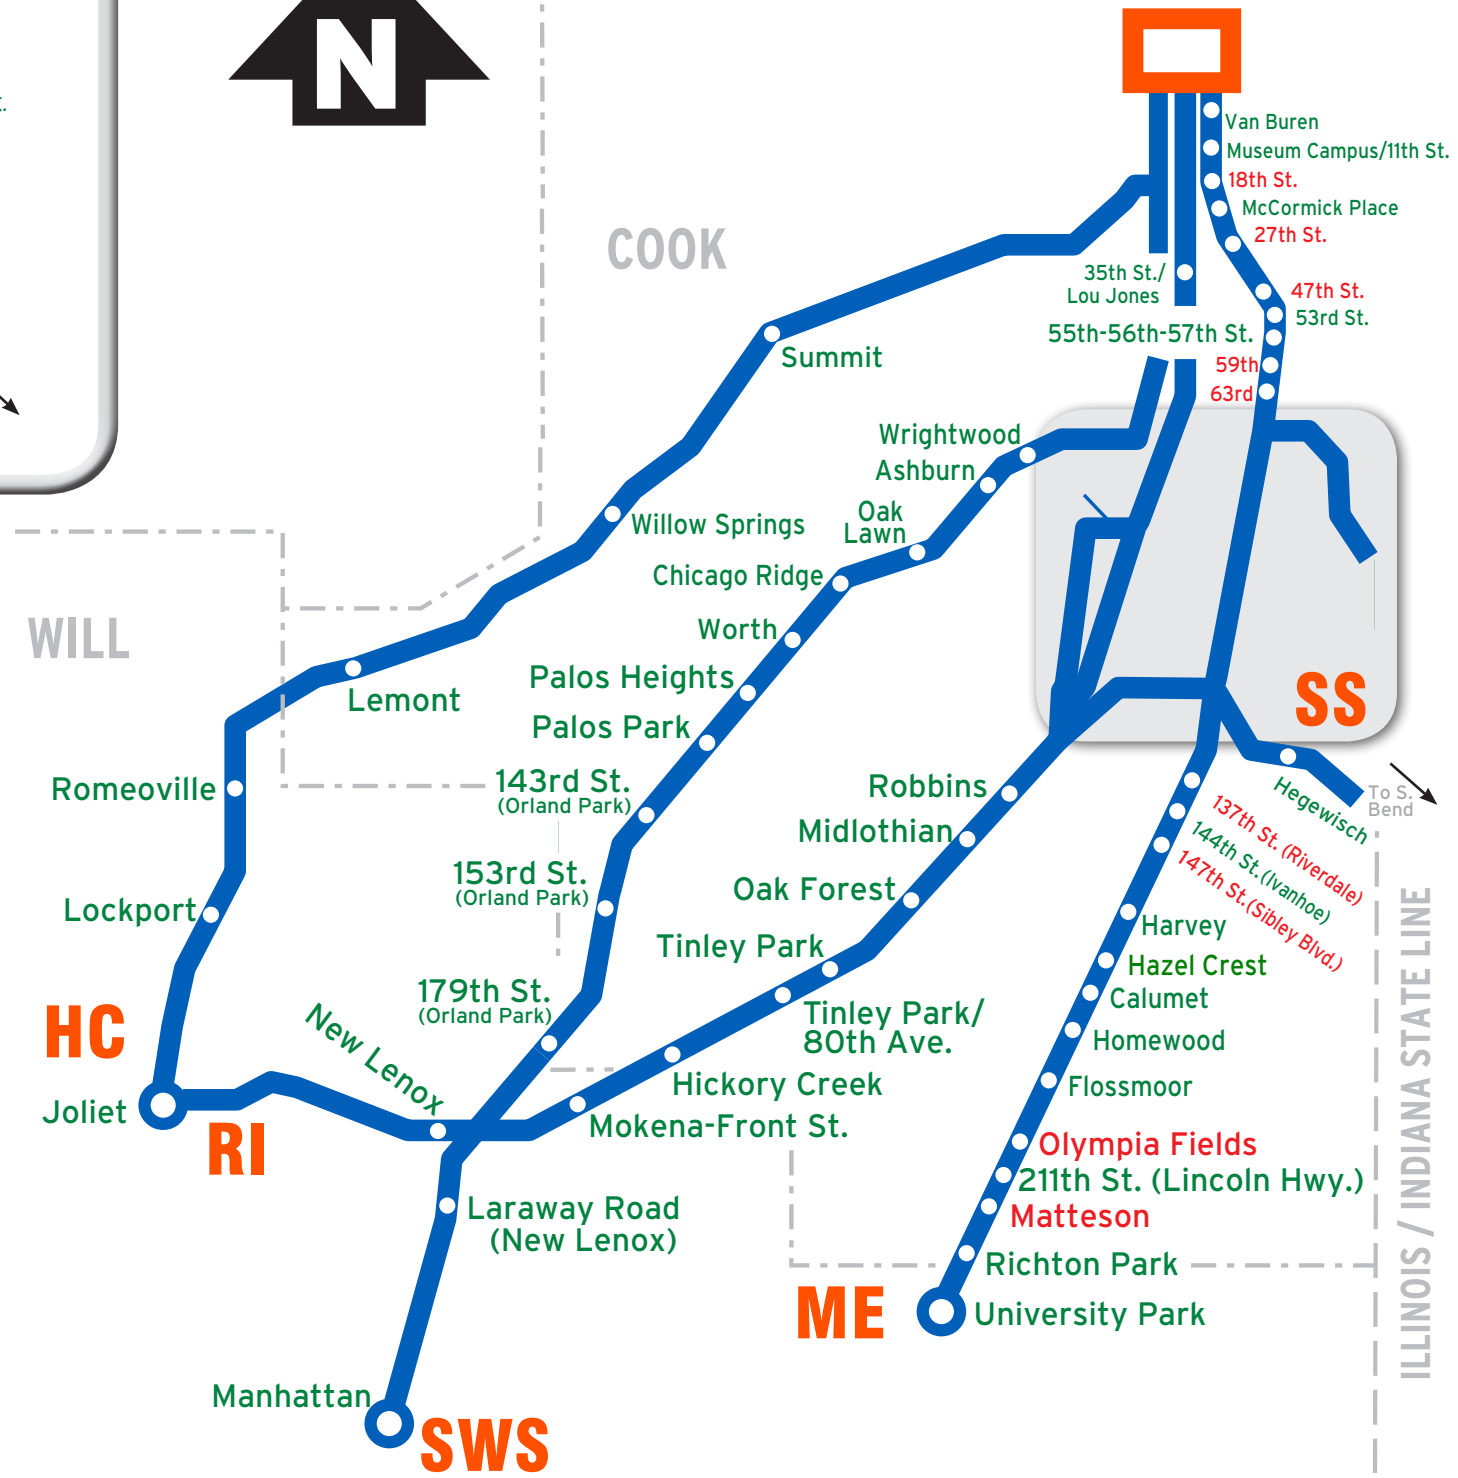 N
Van Buren
Museum Campus/11th St.
18th St.
McCormick Place
27th St.
COOK
35th St./
Lou Jones
47th St.
53rd St.
55th-56th-57th St.
59th
63rd
Summit
Wrightwood
Ashburn
Oak
Lawn
Willow Springs
Chicago Ridge
Worth
WILL
Palos Heights
Lemont
Palos Park
SS
Romeoville
143rd St.
(Orland Park)
Robbins
Midlothian
Hegewisch
To S.
Bend
137th St. (Riverdale)
144th St.(Ivanhoe)
147th St.(Sibley Blvd.)
153rd St.
(Orland Park)
Oak Forest
Lockport
Harvey
Tinley Park
Hazel Crest
179th St.
(Orland Park)
Calumet
Tinley Park/
80th Ave.
HC
New Lenox
Homewood
Hickory Creek
Flossmoor
Joliet
Mokena-Front St.
RI
Olympia Fields
211th St. (Lincoln Hwy.)
Matteson
Laraway Road
(New Lenox)
Richton Park
ME
University Park
ILLINOIS / INDIANA STATE LINE
Manhattan
SWS